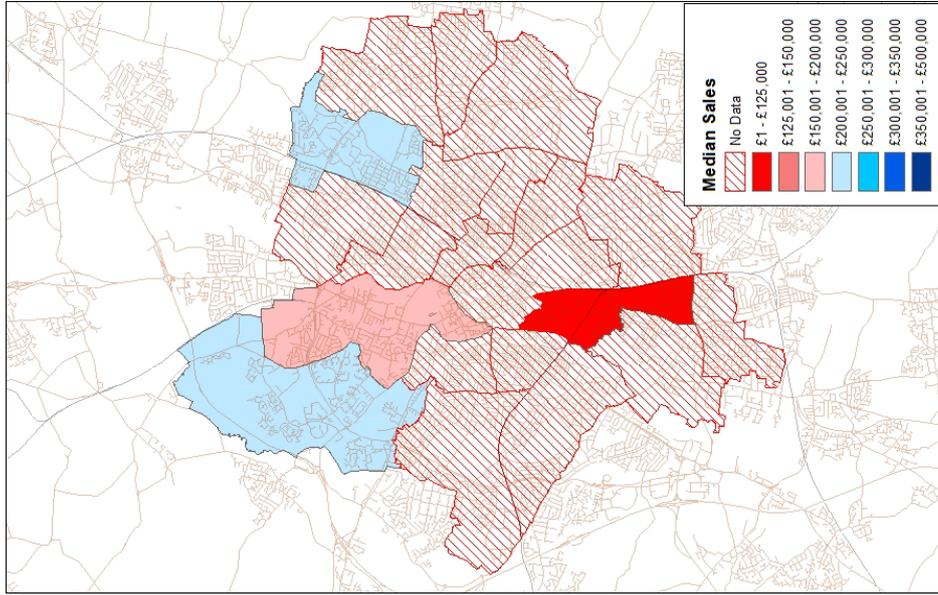 Median Sales
No Data
£1 - £125,000
£125,001 - £150,000
£150,001 - £200,000
£200,001 - £250,000
£250,001 - £300,000
£300,001 - £350,000
£350,001 - £500,000